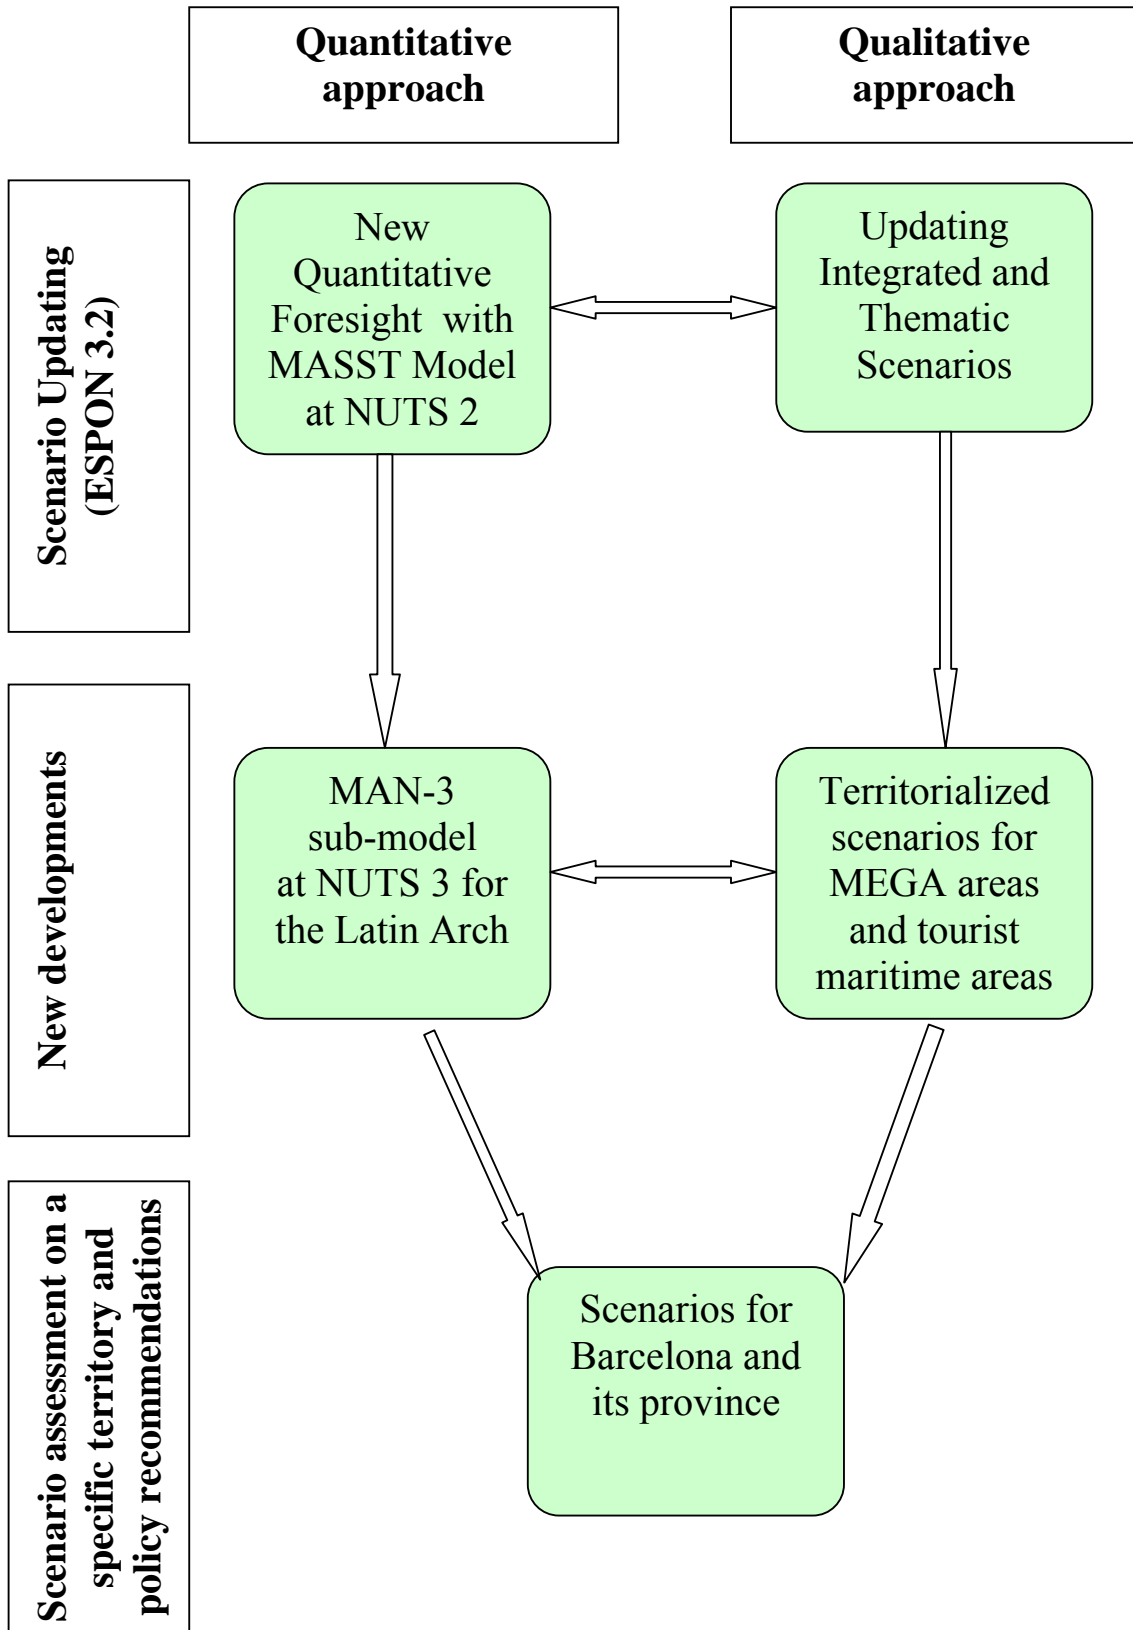 Quantitative
approach
Qualitative
approach
Scenario Updating
(ESPON 3.2)
New
Quantitative
Foresight with
MASST Model
at NUTS 2
Updating
Integrated and
Thematic
Scenarios
New developments
MAN-3
sub-model
at NUTS 3 for
the Latin Arch
Territorialized
scenarios for
MEGA areas
and tourist
maritime areas
Scenario assessment on a
specific territory and
policy recommendations
Scenarios for
Barcelona and
its province